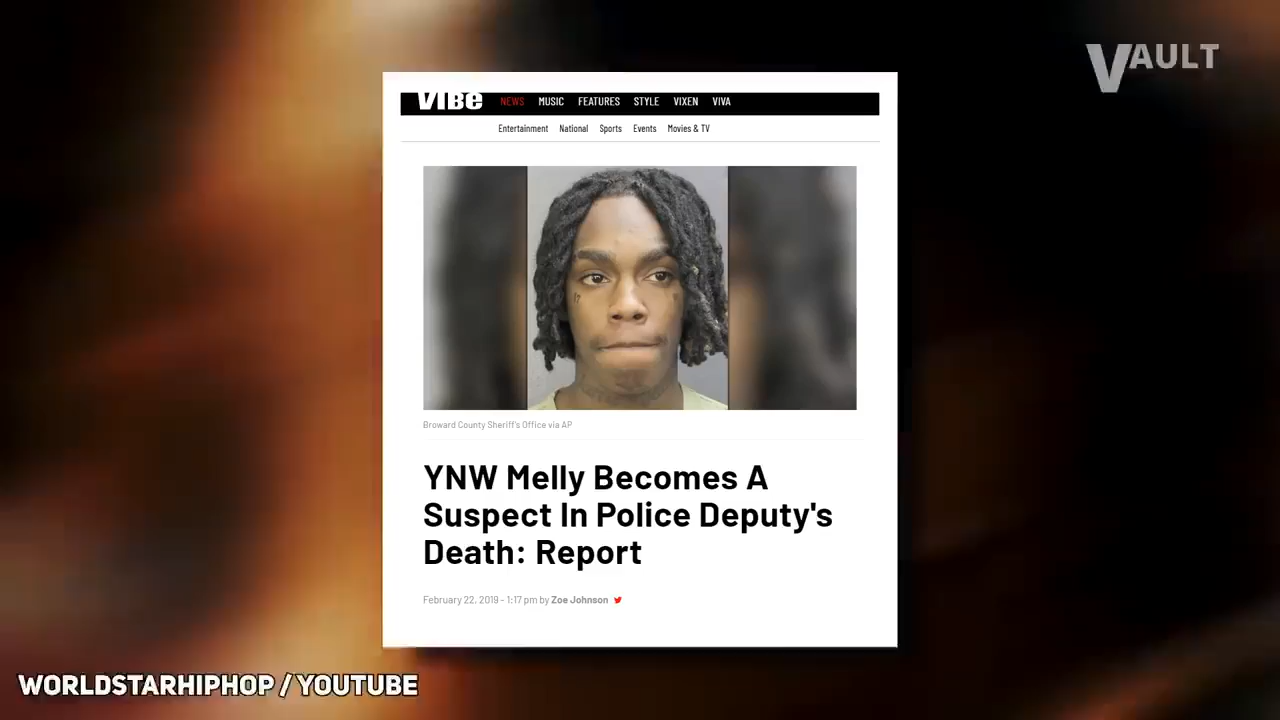 VAULT
VIBE NEWS MUSIC FEATURES STYLE VIXEN VIVA
Entertainment National Sports Events Movies & TV
Broward County Sheriff's Office via AP
YNW Melly Becomes A
Suspect In Police Deputy's
Death: Report
February 22, 2019 - 1:17 pm by Zoe Johnson
WORLDSTARHIPHOP / YOUTUBE